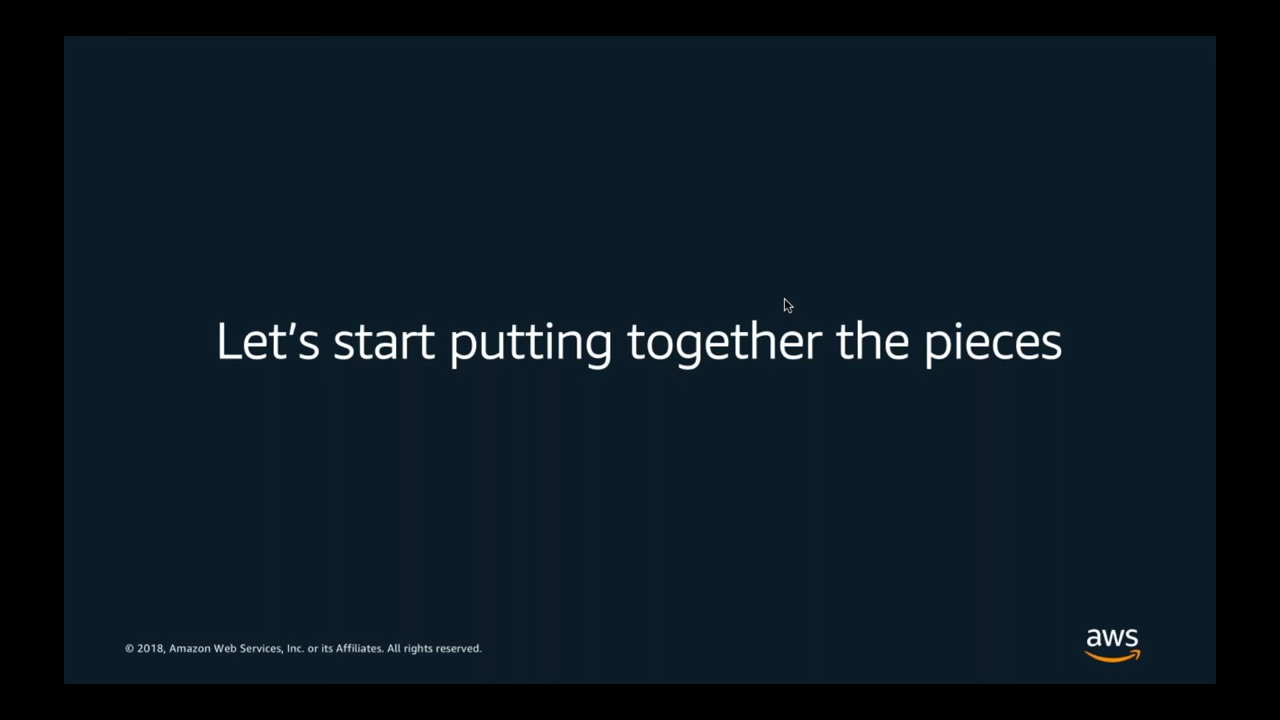 Let’s start putting together the pieces
© 2018, Amazon Web Services, Inc. or its Affiliates. All rights reserved.
aws